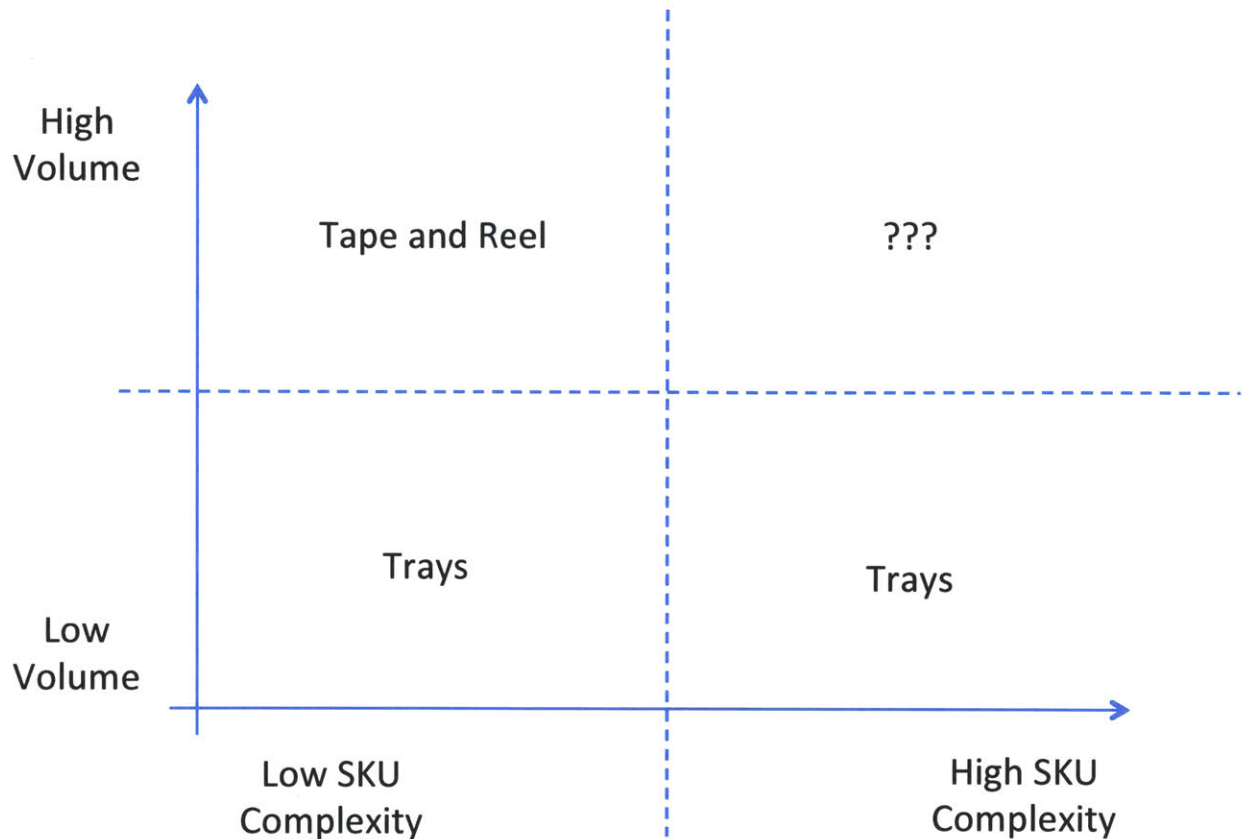 High
Volume
Tape and Reel
???
Trays
Trays
Low
Volume
Low SKU
Complexity
High SKU
Complexity